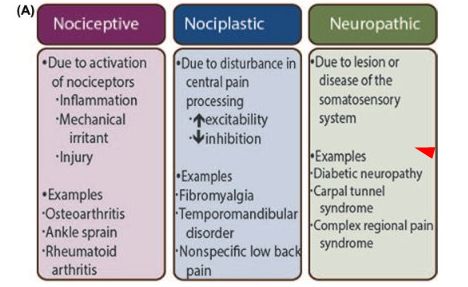 (A)
Nociceptive
•Due to activation
of nociceptors
·Inflammation
·Mechanical
irritant
·Injury
•Examples
·Osteoarthritis
·Ankle sprain
·Rheumatoid
arthritis
Nociplastic
•Due to disturbance in
central pain
processing
·↑excitability
·↓inhibition
•Examples
·Fibromyalgia
·Temporomandibular
disorder
·Nonspecific low back
pain
Neuropathic
•Due to lesion or
disease of the
somatosensory
system
•Examples
·Diabetic neuropathy
·Carpal tunnel
syndrome
·Complex regional pain
syndrome